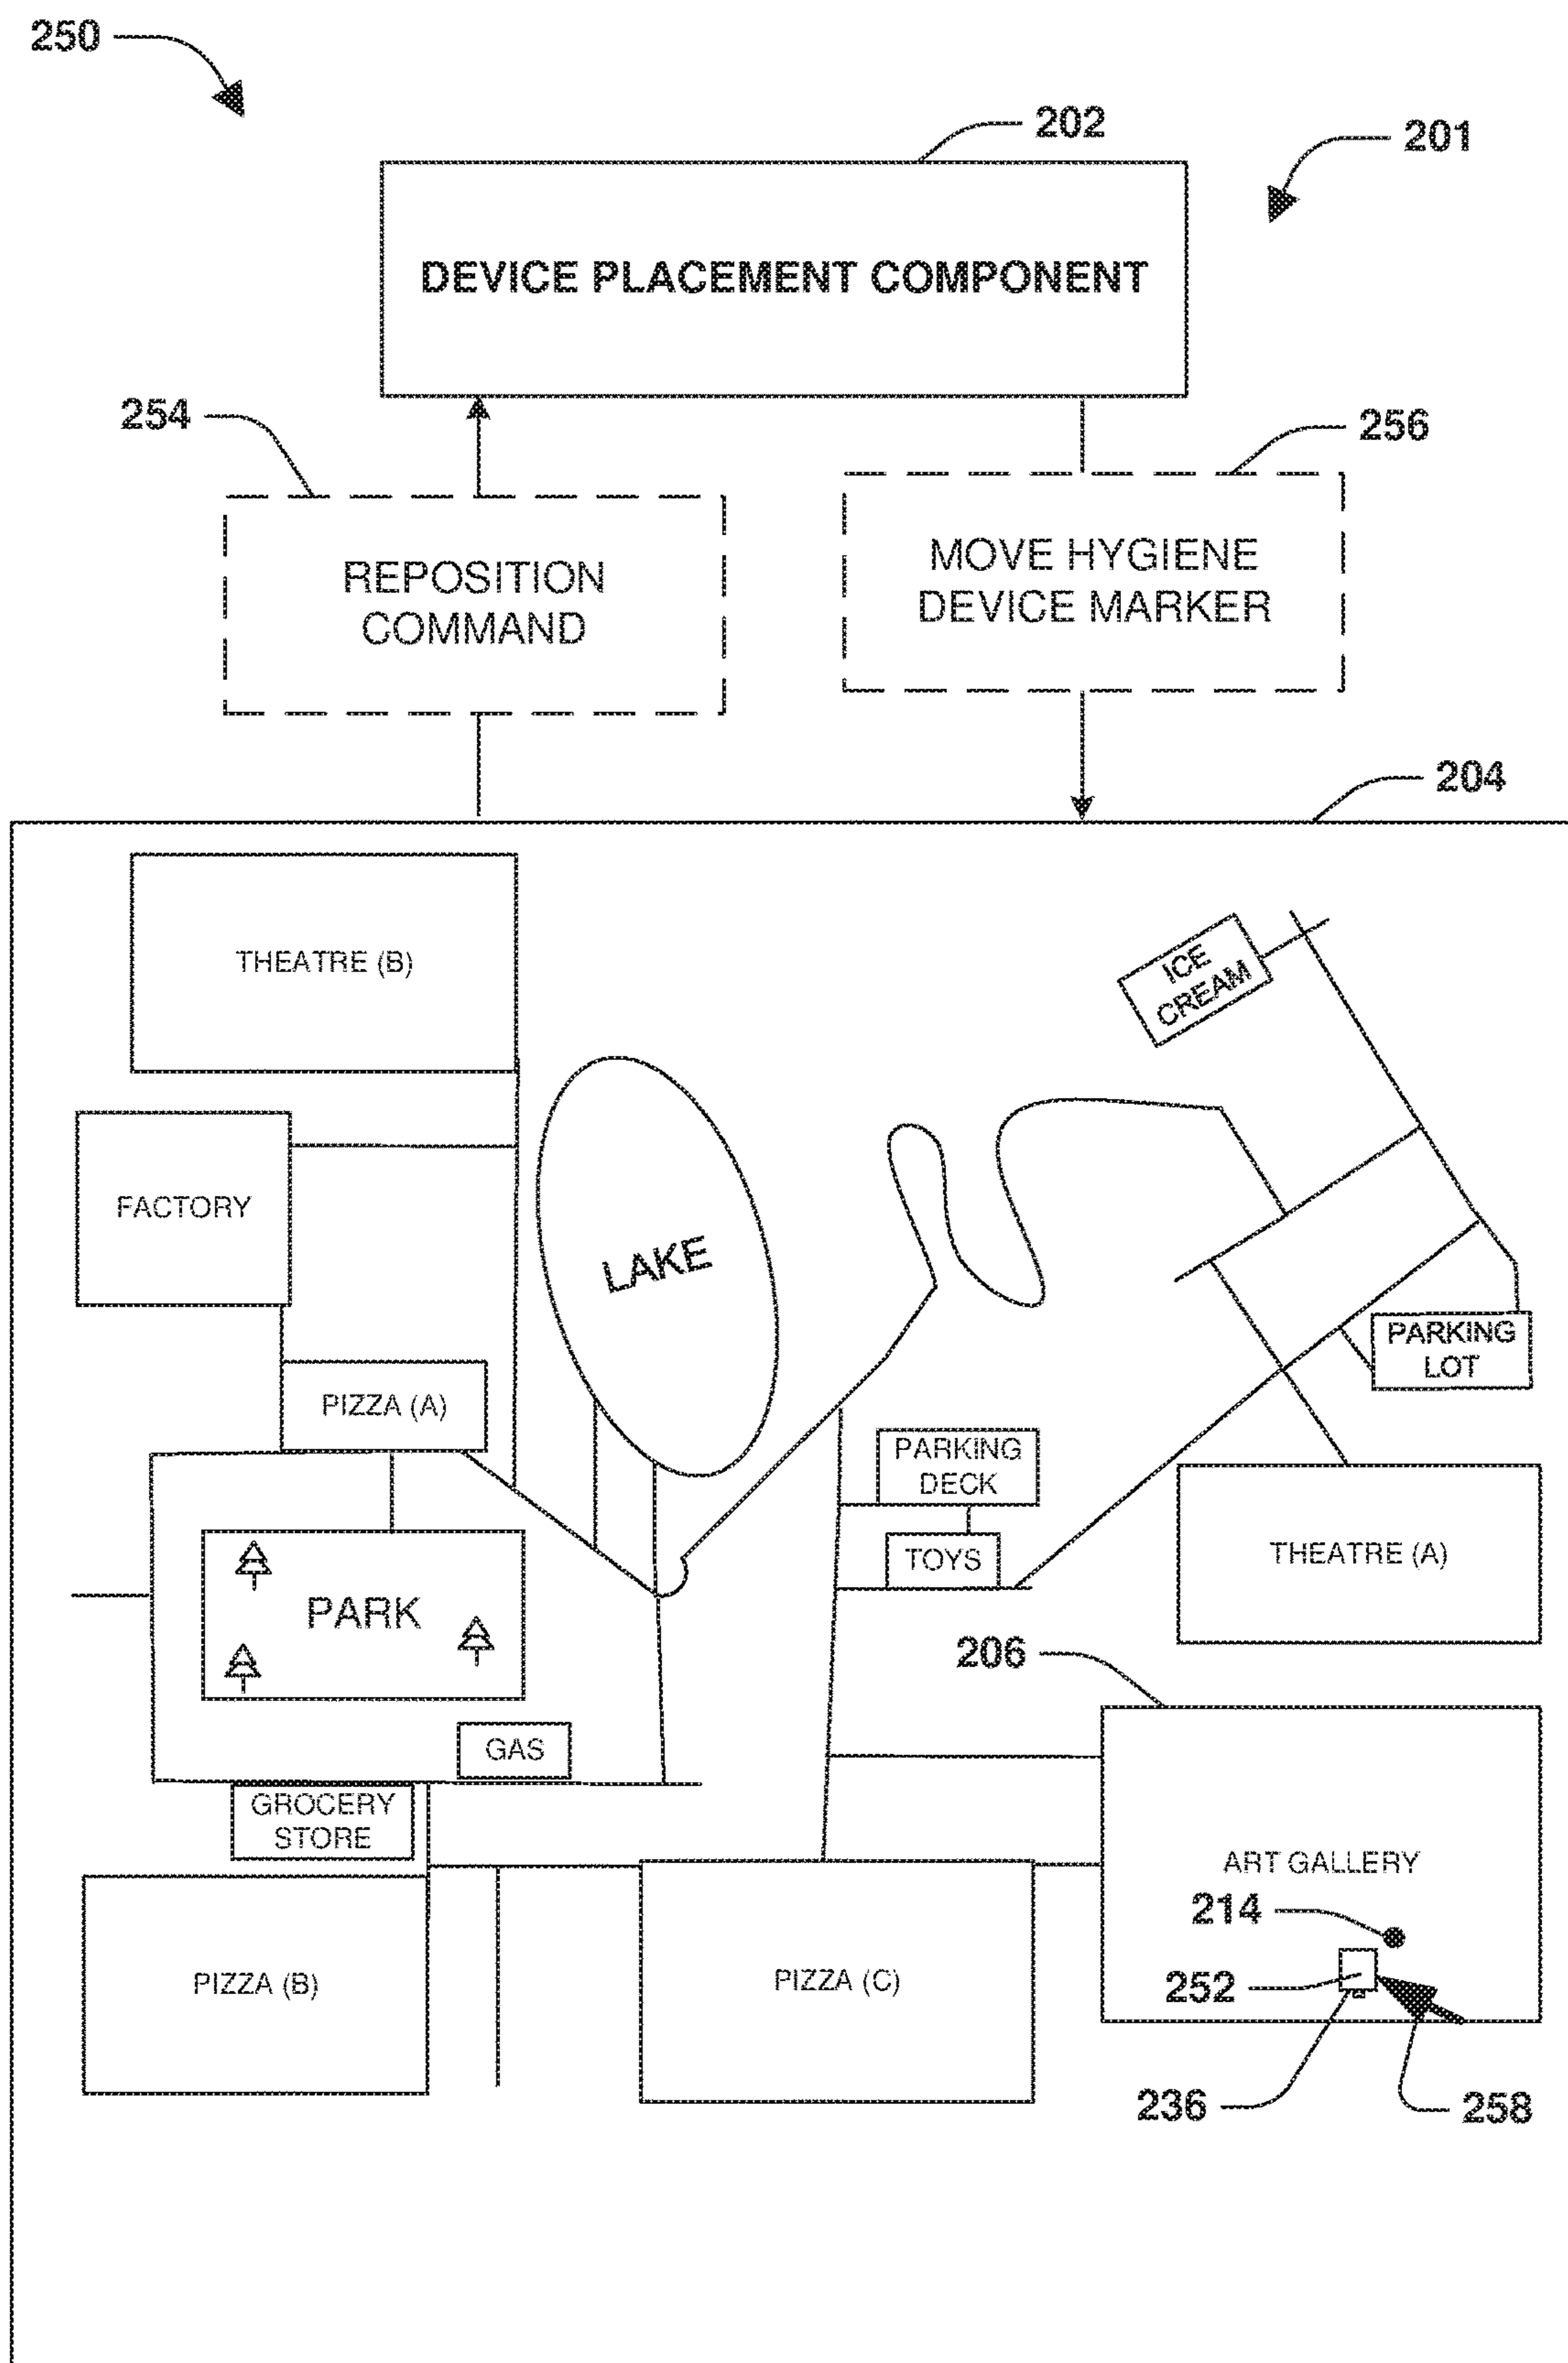 250
202
201
DEVICE PLACEMENT COMPONENT
254
256
REPOSITION
COMMAND
MOVE HYGIENE
DEVICE MARKER
204
THEATRE (B)
ICE
CREAM
FACTORY
LAKE
PARKING
LOT
PIZZA (A)
PARKING
DECK
TOYS
THEATRE (A)
PARK
206
GAS
GROCERY
STORE
ART GALLERY
214
PIZZA (B)
PIZZA (C)
252
236
258